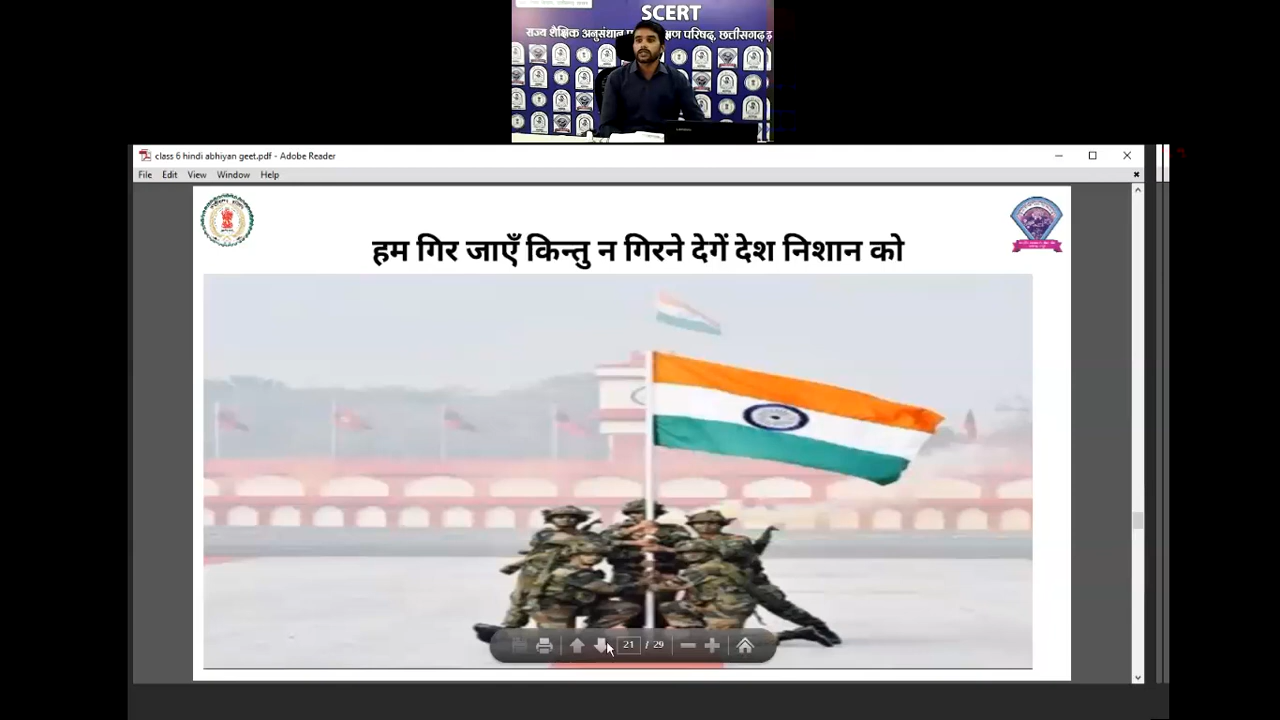 SCERT
राज्य शैक्षिक अनुसंधान
क्षण परिषद्, छत्तीसगढ़
class 6 hindi abhiyan geet.pdf - Adobe Reader
File Edit View Window Help
हम गिर जाएँ किन्तु न गिरने देगें देश निशान को
21 / 29